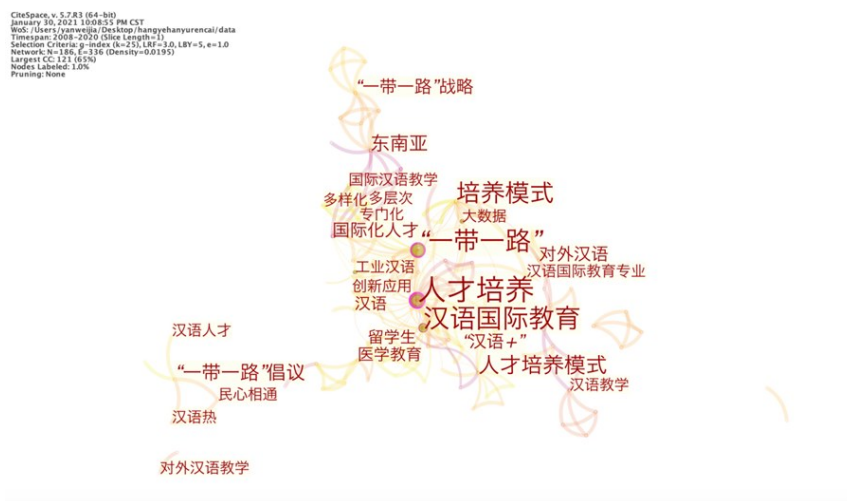 CiteSpace, v. 5.7.R3 (64-bit)
January 30, 2021 10:08:55 PM CST
WoS: /Users/yanweijia/Desktop/hangyehanyurencai/data
Timespan: 2008-2020 (Slice Length=1)
Selection Criteria: g-index (k=25), LRF=3.0, LBY=5, e=1.0
Network: N=186, E=336 (Density=0.0195)
Largest CC: 121 (65%)
Nodes Labeled: 1.0%
Pruning: None
“一带一路”战略
东南亚
国际汉语教学
培养模式
多样化多层次
专门化
大数据
国际化人才
“一带一路”
对外汉语
工业汉语
汉语国际教育专业
创新应用
人才培养
汉语
汉语国际教育
汉语人才
留学生
“汉语+”
医学教育
人才培养模式
“一带一路”倡议
汉语教学
民心相通
汉语热
对外汉语教学